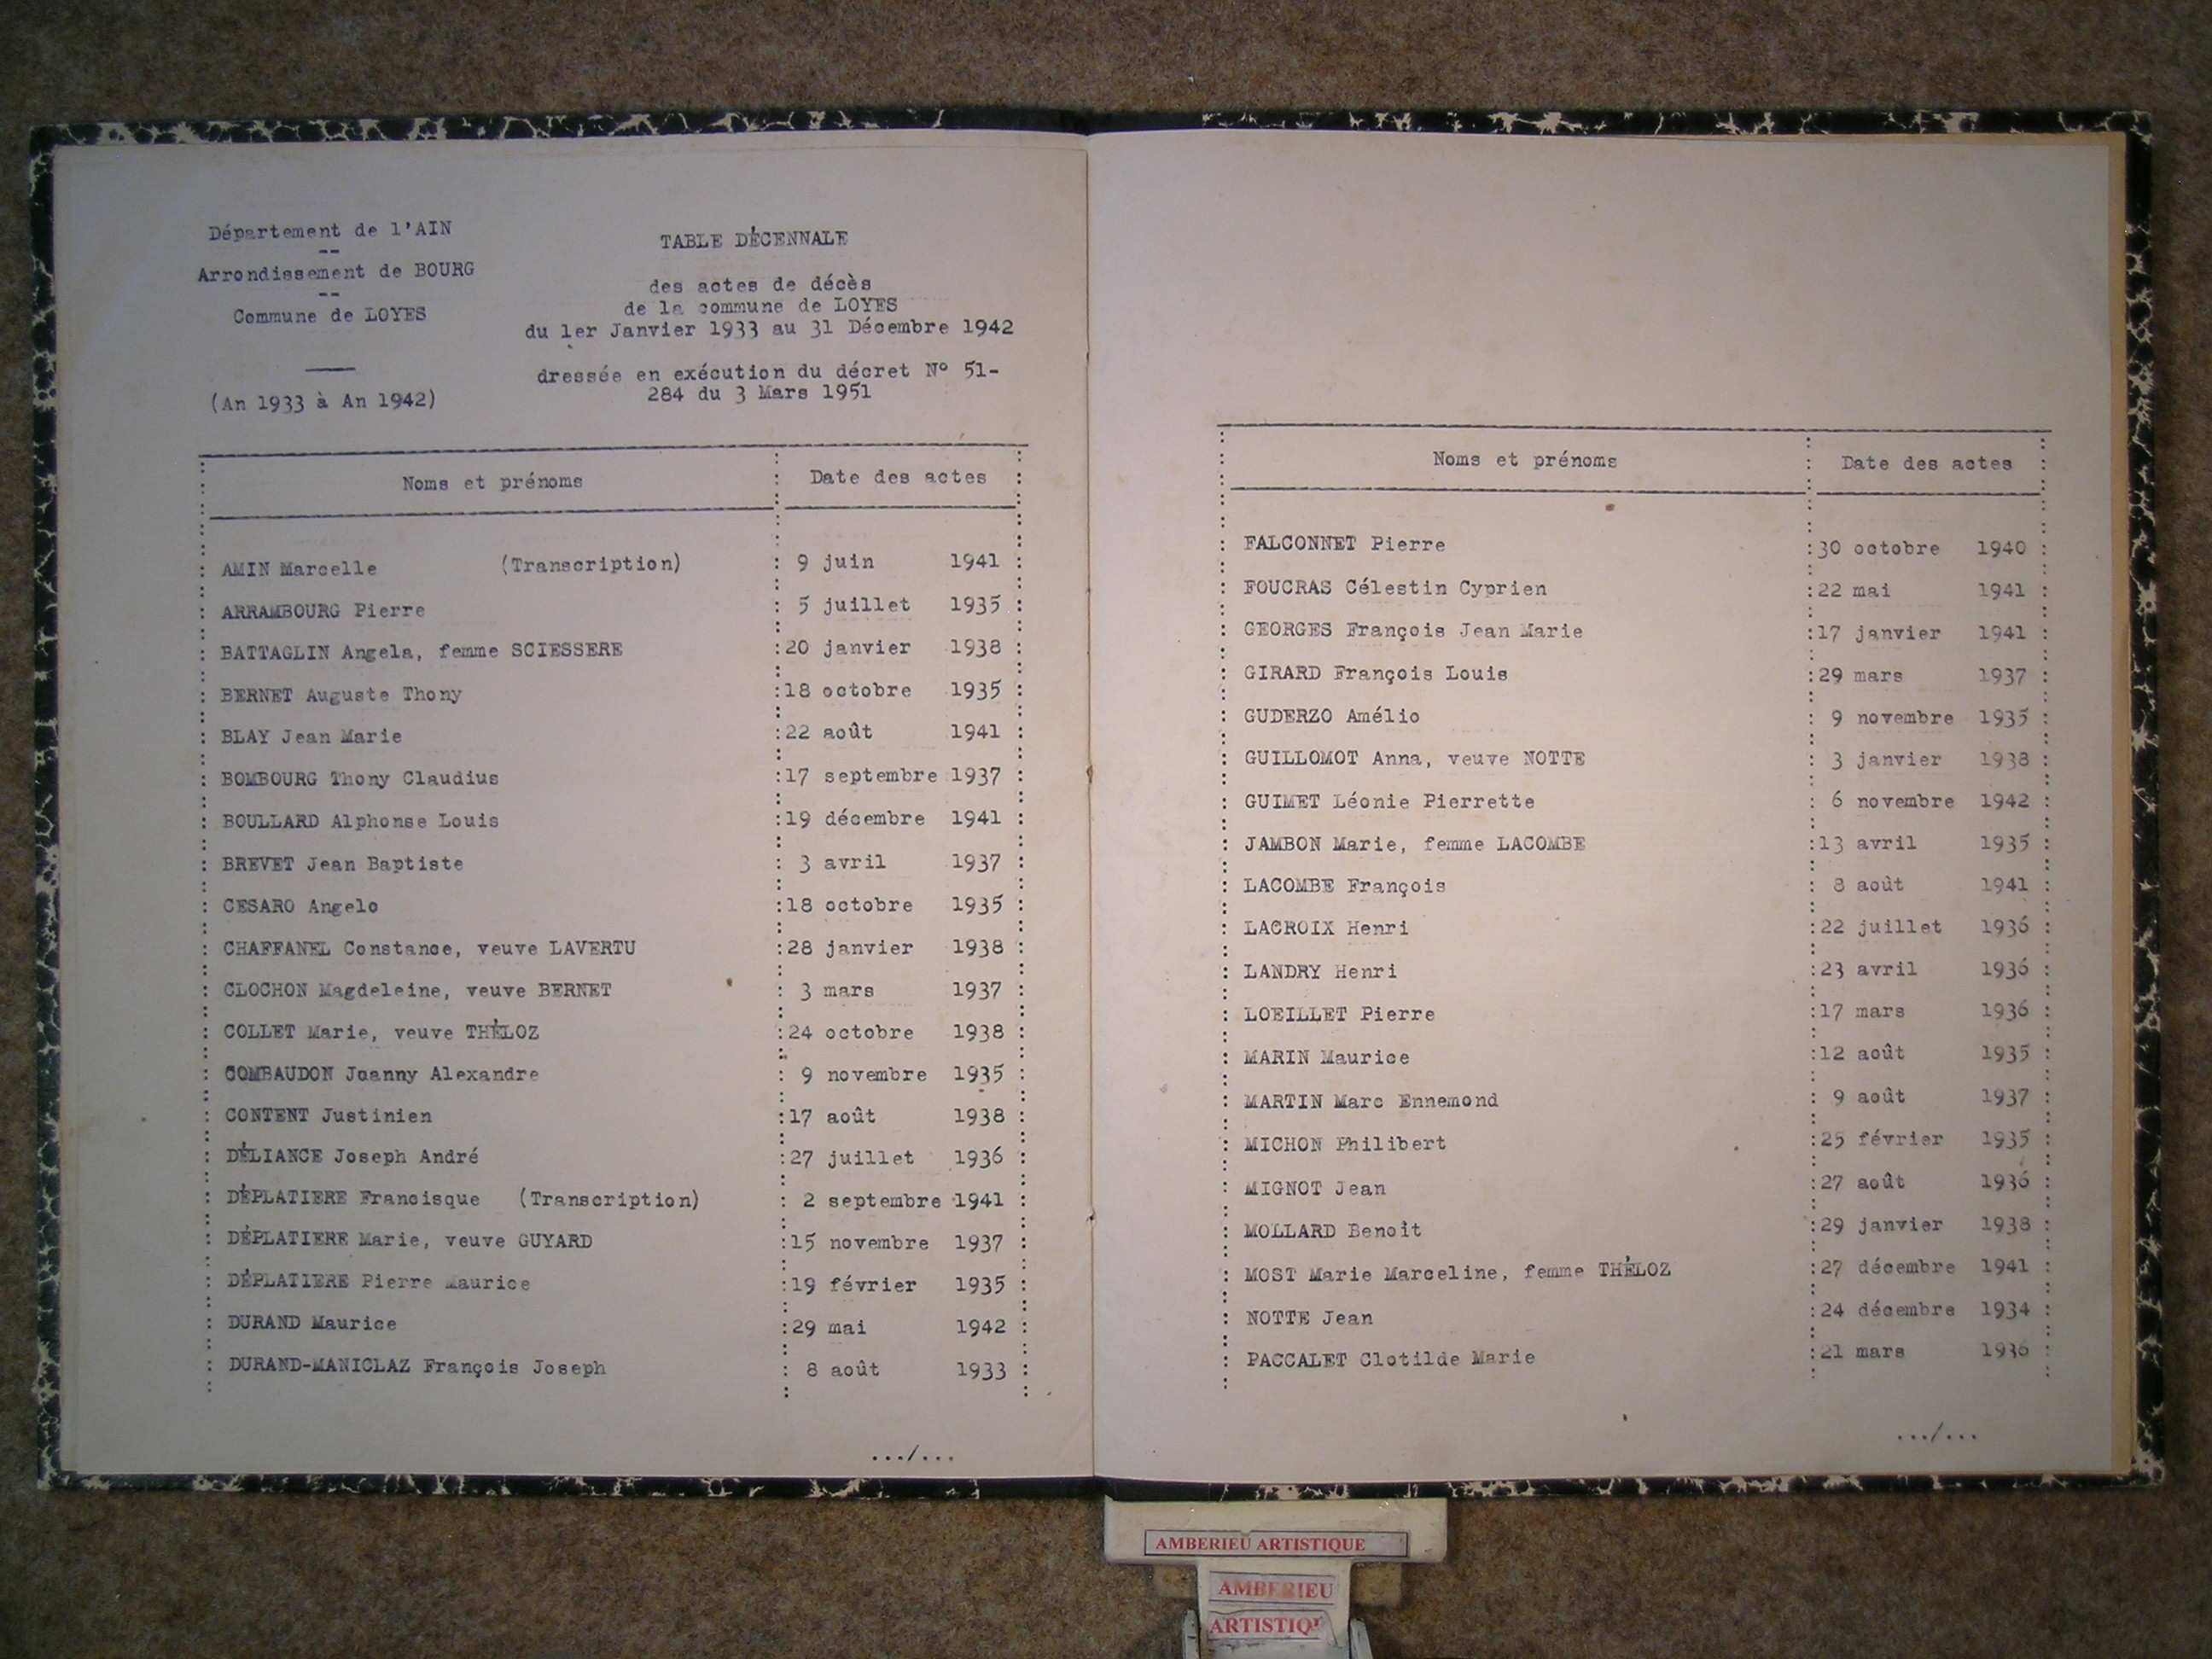 Département de l'AIN
--
Arrondissement de BOURG
--
Commune de LOYES
(An 1933 à An 1942)
TABLE DÉCENNALE
des actes de décès
de la commune de LOYES
du 1er Janvier 1933 au 31 Décembre 1942
dressée en exécution du décret N° 51-
284 du 3 Mars 1951
Noms et prénoms : Date des actes :
: AMIN Marcelle (Transcription) : 9 juin 1941 :
: ARRAMBOURG Pierre : 5 juillet 1935 :
: BATTAGLIN Angela, femme SCIESSERE :20 janvier 1938 :
: BERNET Auguste Thony :18 octobre 1935 :
: BLAY Jean Marie :22 août 1941 :
: BOMBOURG Thony Claudius :17 septembre 1937 :
: BOULLARD Alphonse Louis :19 décembre 1941 :
: BREVET Jean Baptiste : 3 avril 1937 :
: CESARO Angelo :18 octobre 1935 :
: CHAFFANEL Constance, veuve LAVERTU :28 janvier 1938 :
: CLOCHON Magdeleine, veuve BERNET : 3 mars 1937 :
: COLLET Marie, veuve THÉLOZ :24 octobre 1938 :
: COMBAUDON Joanny Alexandre : 9 novembre 1935 :
: CONTENT Justinien :17 août 1938 :
: DÉLIANCE Joseph André :27 juillet 1936 :
: DÉPLATIERE Francisque (Transcription) : 2 septembre 1941 :
: DÉPLATIERE Marie, veuve GUYARD :15 novembre 1937 :
: DÉPLATIERE Pierre Maurice :19 février 1935 :
: DURAND Maurice :29 mai 1942 :
: DURAND-MANICLAZ François Joseph : 8 août 1933 :
.../...
Noms et prénoms : Date des actes :
: FALCONNET Pierre :30 octobre 1940 :
: FOUCRAS Célestin Cyprien :22 mai 1941 :
: GEORGES François Jean Marie :17 janvier 1941 :
: GIRARD François Louis :29 mars 1937 :
: GUDERZO Amélio : 9 novembre 1935 :
: GUILLOMOT Anna, veuve NOTTE : 3 janvier 1938 :
: GUIMET Léonie Pierrette : 6 novembre 1942 :
: JAMBON Marie, femme LACOMBE :13 avril 1935 :
: LACOMBE François : 8 août 1941 :
: LACROIX Henri :22 juillet 1936 :
: LANDRY Henri :23 avril 1936 :
: LOEILLET Pierre :17 mars 1936 :
: MARIN Maurice :12 août 1935 :
: MARTIN Marc Ennemond : 9 août 1937 :
: MICHON Philibert :25 février 1935 :
: MIGNOT Jean :27 août 1936 :
: MOLLARD Benoît :29 janvier 1938 :
: MOST Marie Marceline, femme THÉLOZ :27 décembre 1941 :
: NOTTE Jean :24 décembre 1934 :
: PACCALET Clotilde Marie :21 mars 1936 :
.../...
AMBERIEU ARTISTIQUE
AMBERIEU
ARTISTIQ